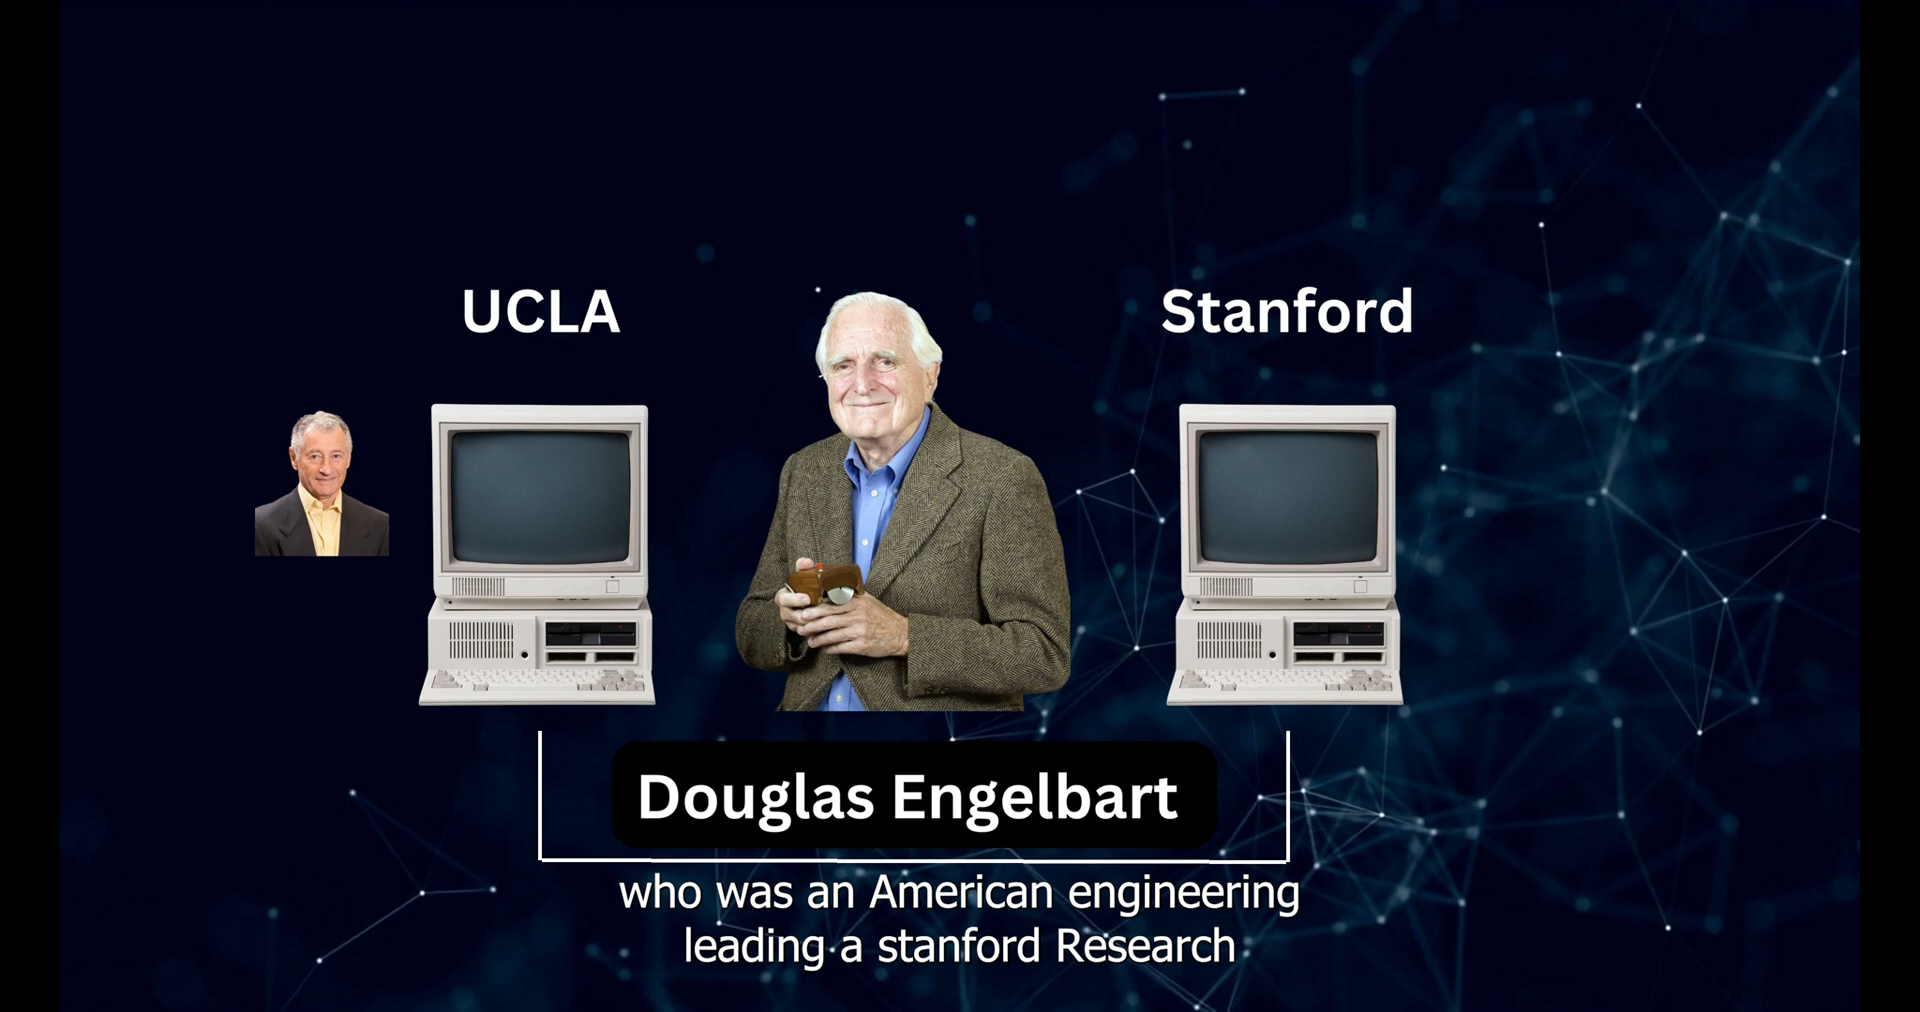 UCLA
Stanford
Douglas Engelbart
who was an American engineering
leading a stanford Research